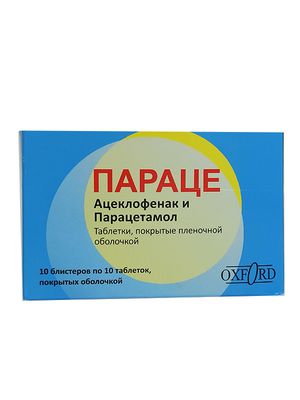 ПАРАЦЕ
Ацеклофенак и
Парацетамол
Таблетки, покрытые пленочной
оболочкой
10 блистеров по 10 таблеток,
покрытых оболочкой
OXFORD